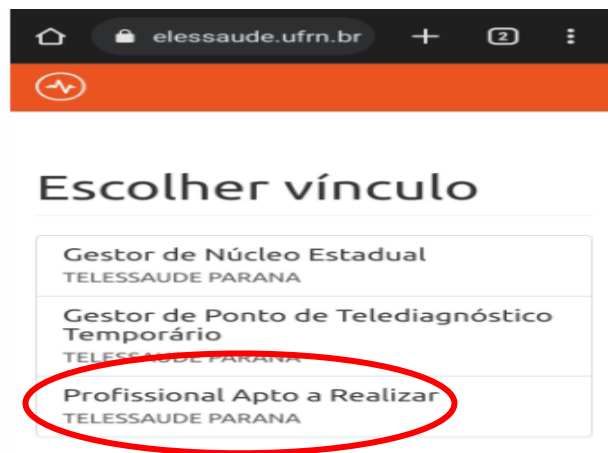 elessaude.ufrn.br
2
Escolher vínculo
Gestor de Núcleo Estadual
TELESSAUDE PARANA
Gestor de Ponto de Telediagnóstico
Temporário
TELESSAUDE PARANA
Profissional Apto a Realizar
TELESSAUDE PARANA